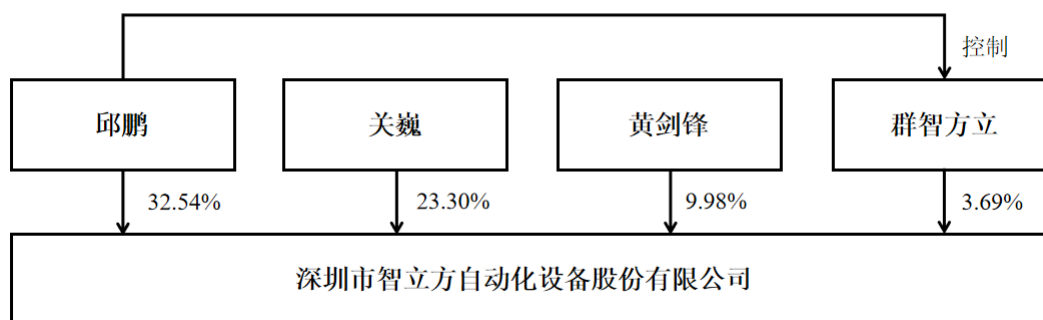 控制
邱鹏
关巍
黄剑锋
群智方立
32.54%
23.30%
9.98%
3.69%
深圳市智立方自动化设备股份有限公司